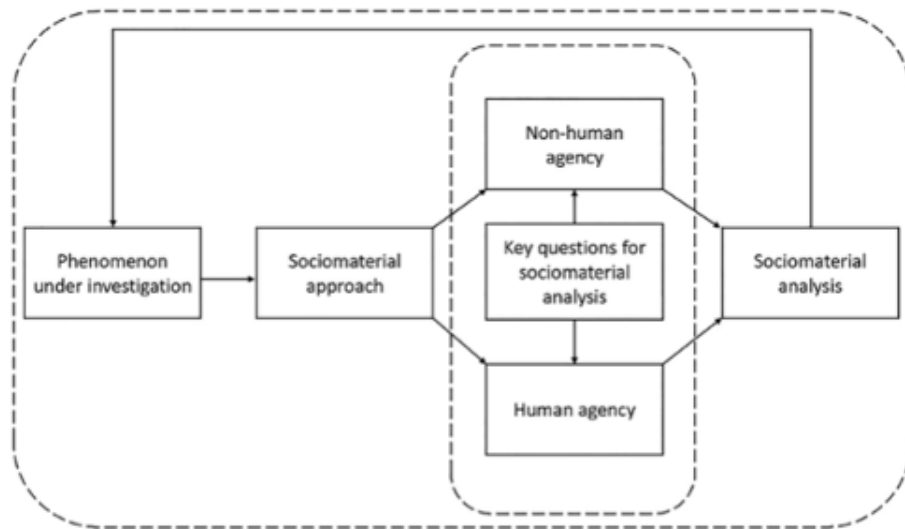 Non-human
agency
Phenomenon
under investigation
Sociomaterial
approach
Key questions for
sociomaterial
analysis
Sociomaterial
analysis
Human agency